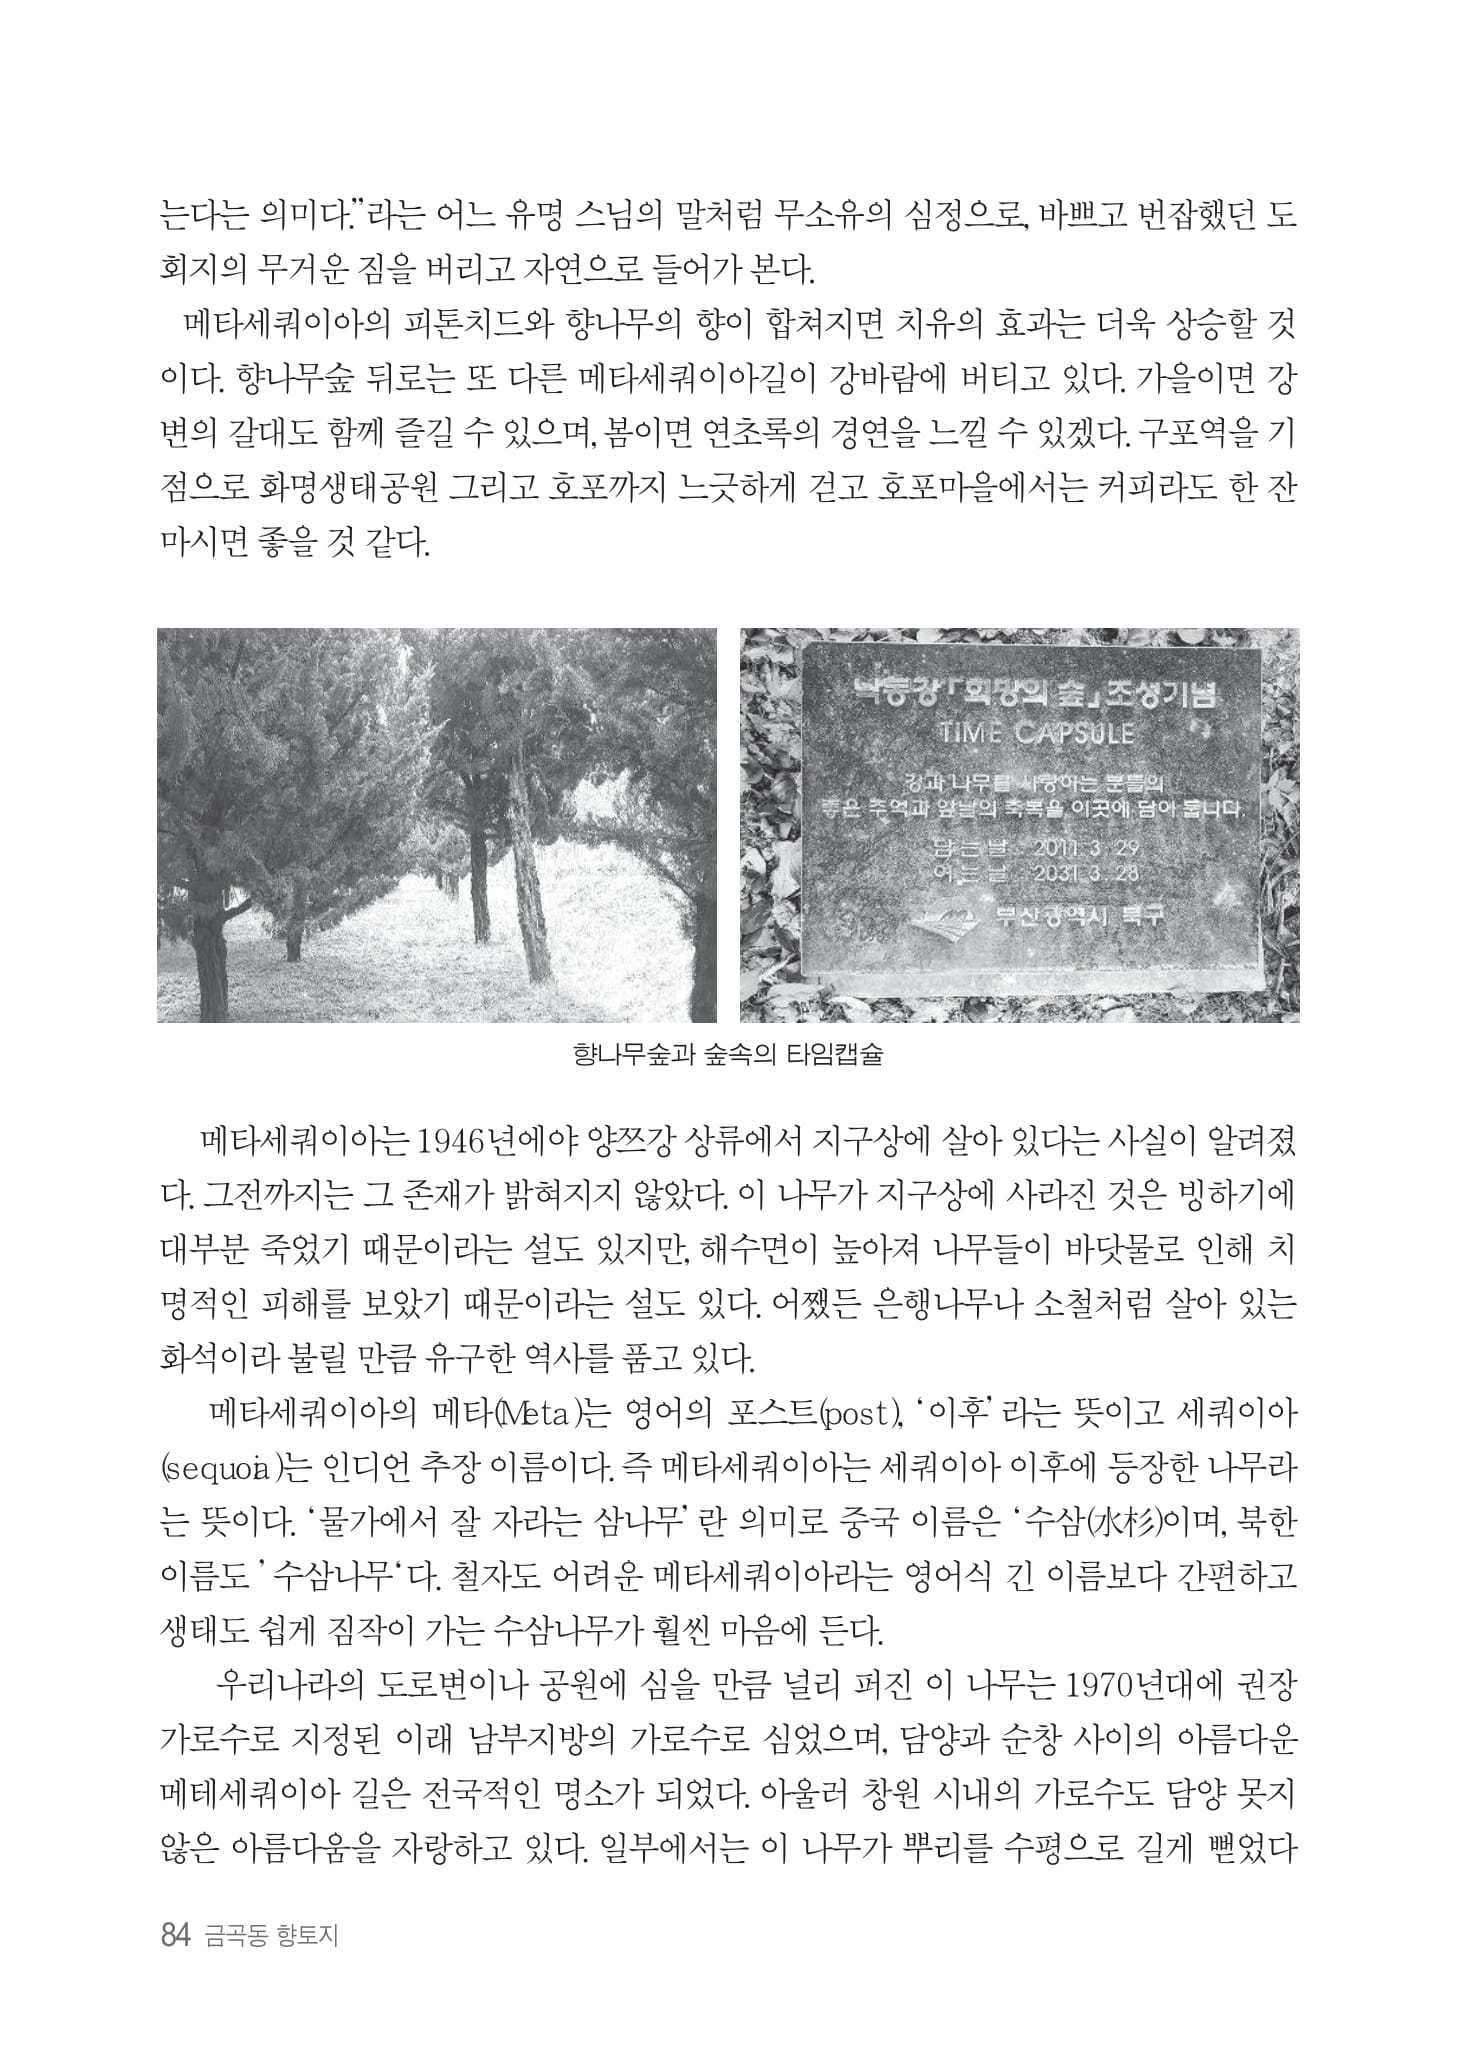 는다는 의미다.”라는 어느 유명 스님의 말처럼 무소유의 심정으로, 바쁘고 번잡했던 도
회지의 무거운 짐을 버리고 자연으로 들어가 본다.
메타세쿼이아의 피톤치드와 향나무의 향이 합쳐지면 치유의 효과는 더욱 상승할 것
이다. 향나무숲 뒤로는 또 다른 메타세쿼이아길이 강바람에 버티고 있다. 가을이면 강
변의 갈대도 함께 즐길 수 있으며, 봄이면 연초록의 경연을 느낄 수 있겠다. 구포역을 기
점으로 화명생태공원 그리고 호포까지 느긋하게 걷고 호포마을에서는 커피라도 한 잔
마시면 좋을 것 같다.
낙동강「희망의 숲」조성기념
TIME CAPSULE
강과 나무를 사랑하는 분들의
좋은 추억과 앞날의 축복을 이곳에 담아 둡니다.
담는날 : 2011. 3. 29
여는날 : 2031. 3. 28
부산광역시 북구
향나무숲과 숲속의 타임캡슐
메타세쿼이아는 1946년에야 양쯔강 상류에서 지구상에 살아 있다는 사실이 알려졌
다. 그전까지는 그 존재가 밝혀지지 않았다. 이 나무가 지구상에 사라진 것은 빙하기에
대부분 죽었기 때문이라는 설도 있지만, 해수면이 높아져 나무들이 바닷물로 인해 치
명적인 피해를 보았기 때문이라는 설도 있다. 어쨌든 은행나무나 소철처럼 살아 있는
화석이라 불릴 만큼 유구한 역사를 품고 있다.
메타세쿼이아의 메타(Meta)는 영어의 포스트(post), ‘이후’라는 뜻이고 세쿼이아
(sequoia)는 인디언 추장 이름이다. 즉 메타세쿼이아는 세쿼이아 이후에 등장한 나무라
는 뜻이다. ‘물가에서 잘 자라는 삼나무’란 의미로 중국 이름은 ‘수삼(水杉)이며, 북한
이름도 ’수삼나무‘다. 철자도 어려운 메타세쿼이아라는 영어식 긴 이름보다 간편하고
생태도 쉽게 짐작이 가는 수삼나무가 훨씬 마음에 든다.
우리나라의 도로변이나 공원에 심을 만큼 널리 퍼진 이 나무는 1970년대에 권장
가로수로 지정된 이래 남부지방의 가로수로 심었으며, 담양과 순창 사이의 아름다운
메테세쿼이아 길은 전국적인 명소가 되었다. 아울러 창원 시내의 가로수도 담양 못지
않은 아름다움을 자랑하고 있다. 일부에서는 이 나무가 뿌리를 수평으로 길게 뻗었다
84 금곡동 향토지